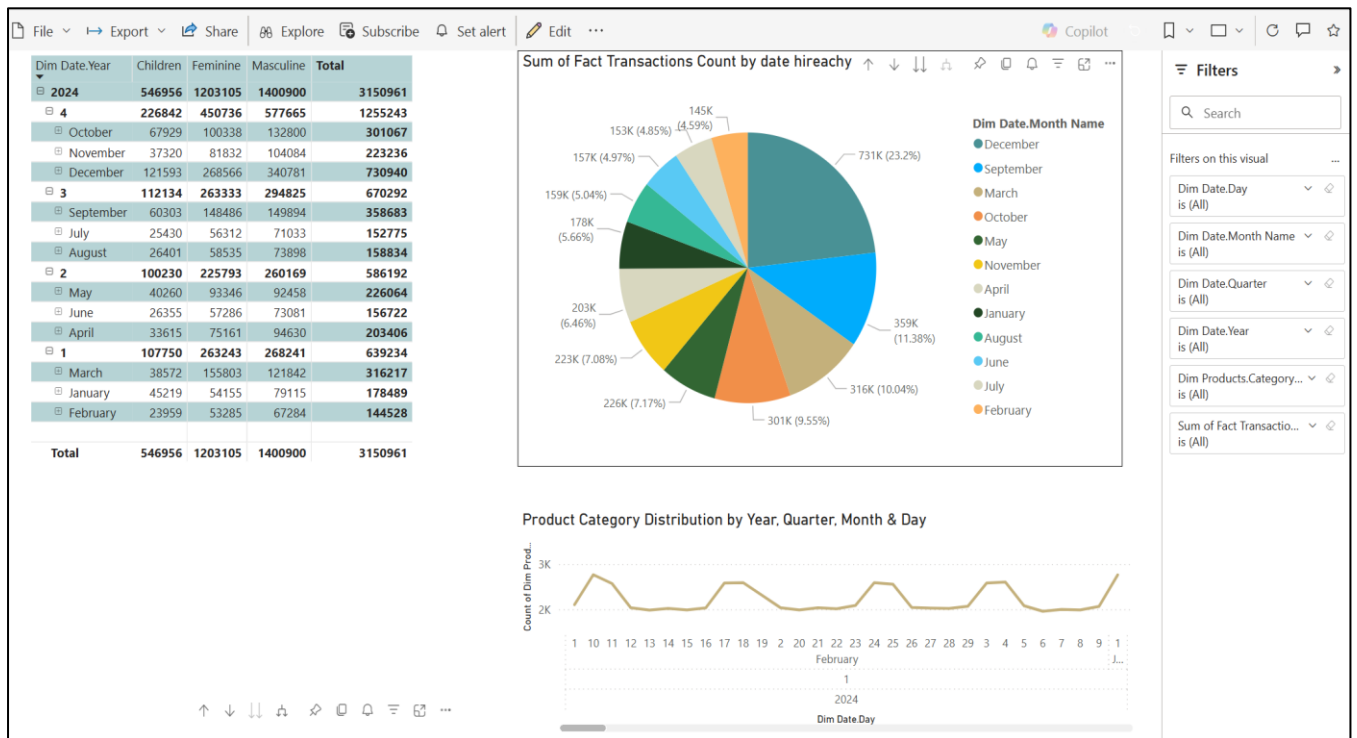 File Export Share Explore Subscribe Set alert Edit ... Copilot
Dim Date.Year Children Feminine Masculine Total
2024 546956 1203105 1400900 3150961
4 226842 450736 577665 1255243
October 67929 100338 132800 301067
November 37320 81832 104084 223236
December 121593 268566 340781 730940
3 112134 263333 294825 670292
September 60303 148486 149894 358683
July 25430 56312 71033 152775
August 26401 58535 73898 158834
2 100230 225793 260169 586192
May 40260 93346 92458 226064
June 26355 57286 73081 156722
April 33615 75161 94630 203406
1 107750 263243 268241 639234
March 38572 155803 121842 316217
January 45219 54155 79115 178489
February 23959 53285 67284 144528
Total 546956 1203105 1400900 3150961
Sum of Fact Transactions Count by date hireachy
145K
(4.59%)
153K (4.85%)
157K (4.97%)
159K (5.04%)
178K
(5.66%)
203K
(6.46%)
223K (7.08%)
226K (7.17%)
301K (9.55%)
316K (10.04%)
359K
(11.38%)
731K (23.2%)
Dim Date.Month Name
December
September
March
October
May
November
April
January
August
June
July
February
Product Category Distribution by Year, Quarter, Month & Day
Count of Dim Prod...
3K
2K
1 10 11 12 13 14 15 16 17 18 19 2 20 21 22 23 24 25 26 27 28 29 3 4 5 6 7 8 9 1
February J...
1
2024
Dim Date.Day
Filters
Search
Filters on this visual ...
Dim Date.Day
is (All)
Dim Date.Month Name
is (All)
Dim Date.Quarter
is (All)
Dim Date.Year
is (All)
Dim Products.Category...
is (All)
Sum of Fact Transactio...
is (All)